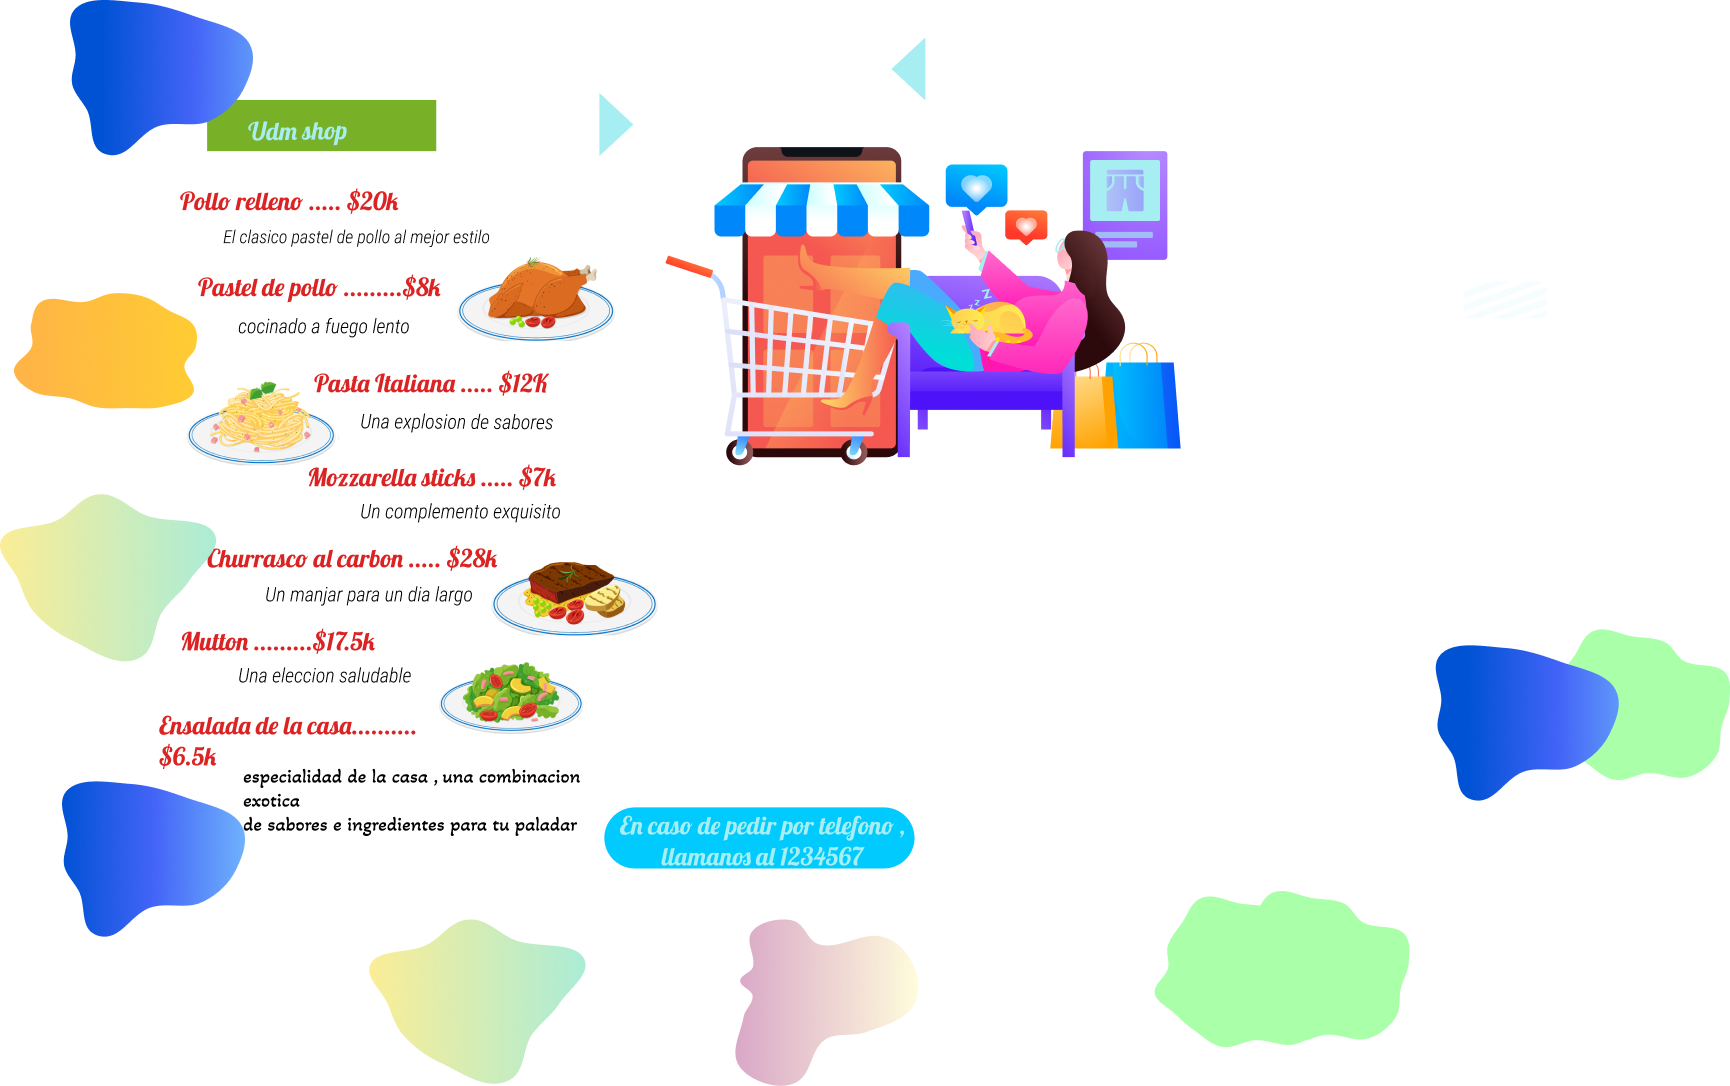 Udm shop
Pollo relleno ..... $20k
El clasico pastel de pollo al mejor estilo
Pastel de pollo .........$8k
cocinado a fuego lento
Pasta Italiana ..... $12K
Una explosion de sabores
Mozzarella sticks ..... $7k
Un complemento exquisito
Churrasco al carbon ..... $28k
Un manjar para un dia largo
Mutton .........$17.5k
Una eleccion saludable
Ensalada de la casa..........
$6.5k
especialidad de la casa , una combinacion
exotica
de sabores e ingredientes para tu paladar
En caso de pedir por telefono ,
llamanos al 1234567
z z Z